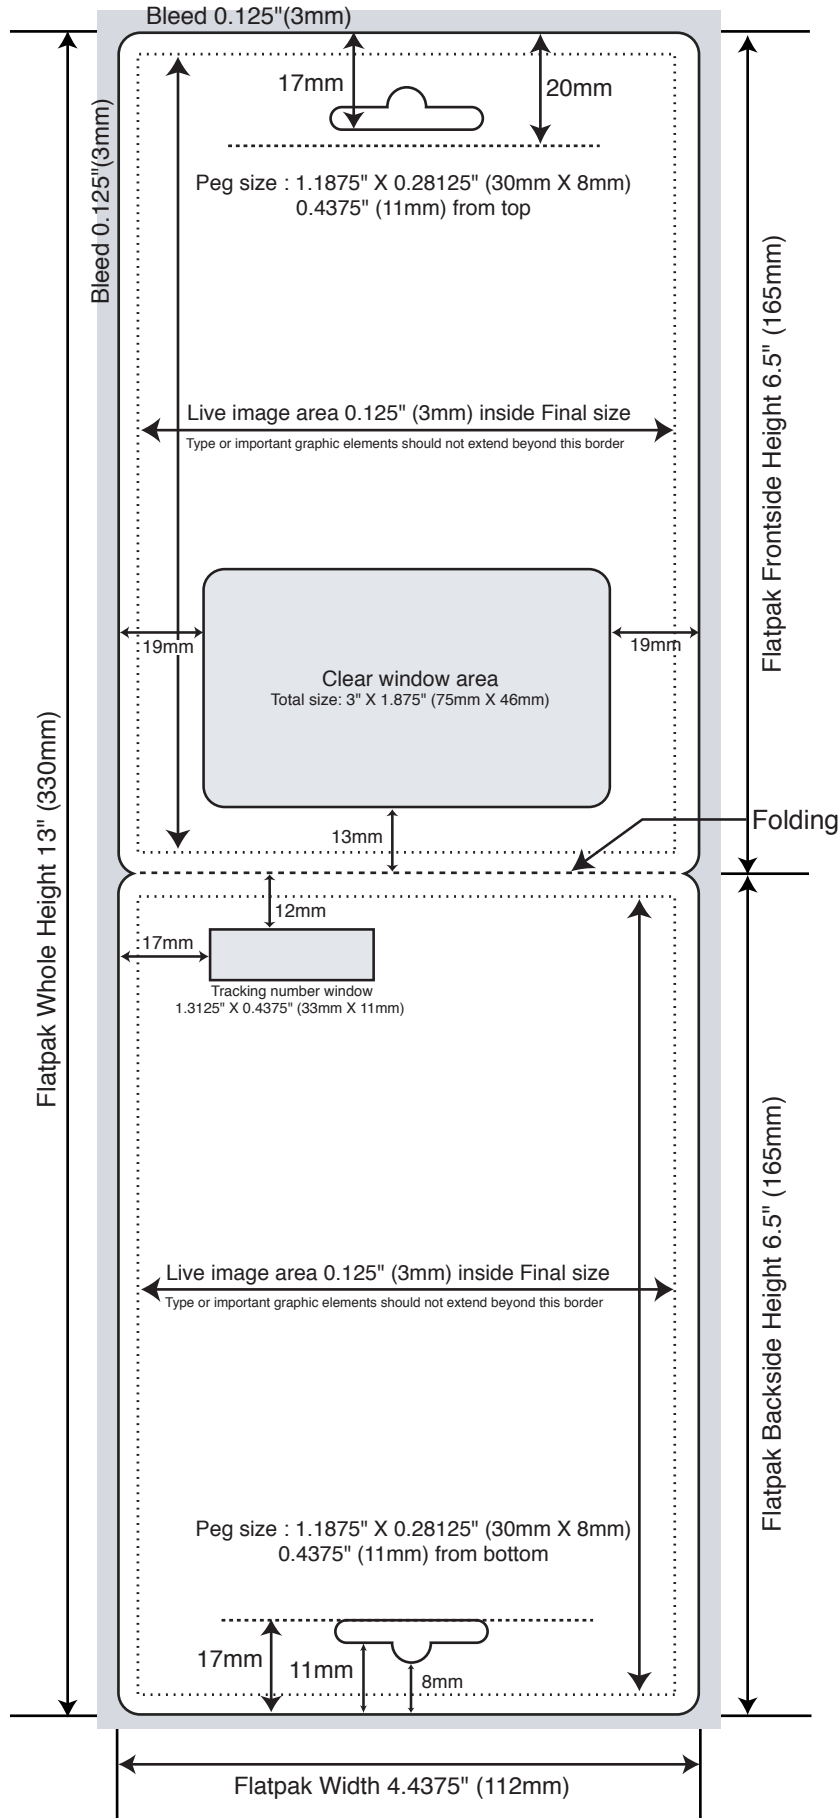 Bleed 0.125"(3mm)
Bleed 0.125"(3mm)
17mm
20mm
Peg size : 1.1875" X 0.28125" (30mm X 8mm)
0.4375" (11mm) from top
Flatpak Frontside Height 6.5" (165mm)
Live image area 0.125" (3mm) inside Final size
Type or important graphic elements should not extend beyond this border
19mm
19mm
Clear window area
Total size: 3" X 1.875" (75mm X 46mm)
Flatpak Whole Height 13" (330mm)
13mm
Folding
12mm
17mm
Tracking number window
1.3125" X 0.4375" (33mm X 11mm)
Flatpak Backside Height 6.5" (165mm)
Live image area 0.125" (3mm) inside Final size
Type or important graphic elements should not extend beyond this border
Peg size : 1.1875" X 0.28125" (30mm X 8mm)
0.4375" (11mm) from bottom
17mm
11mm
8mm
Flatpak Width 4.4375" (112mm)